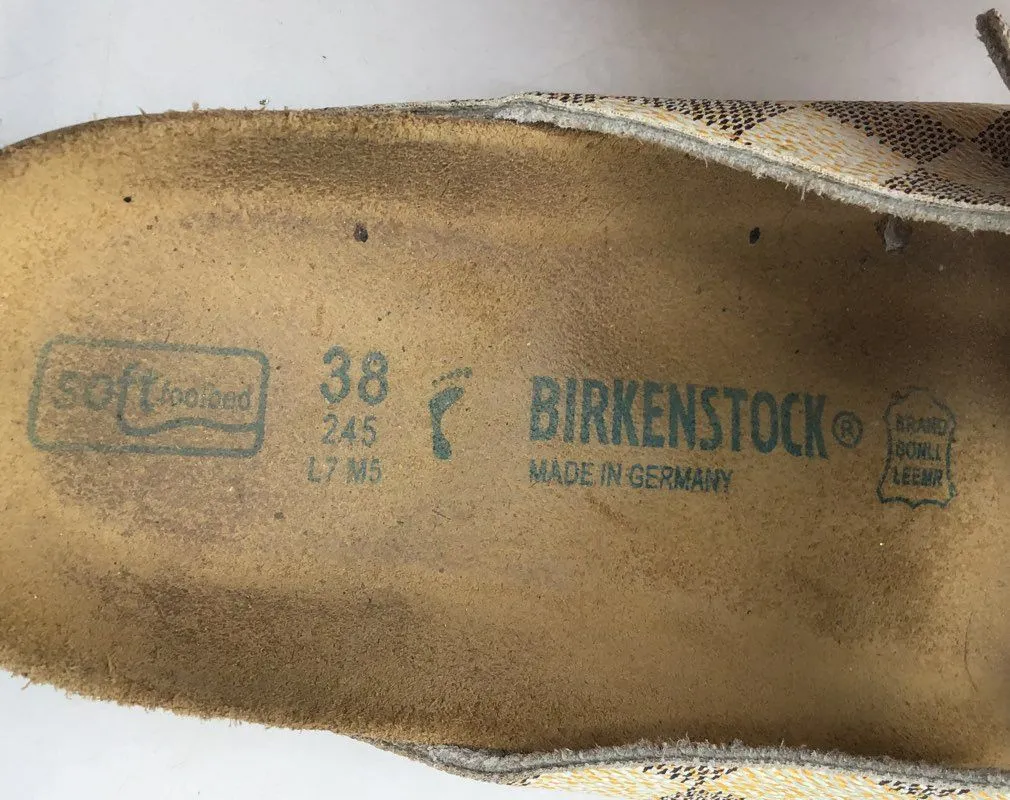 soft footbed
38
245
L7 M5
BIRKENSTOCK®
MADE IN GERMANY